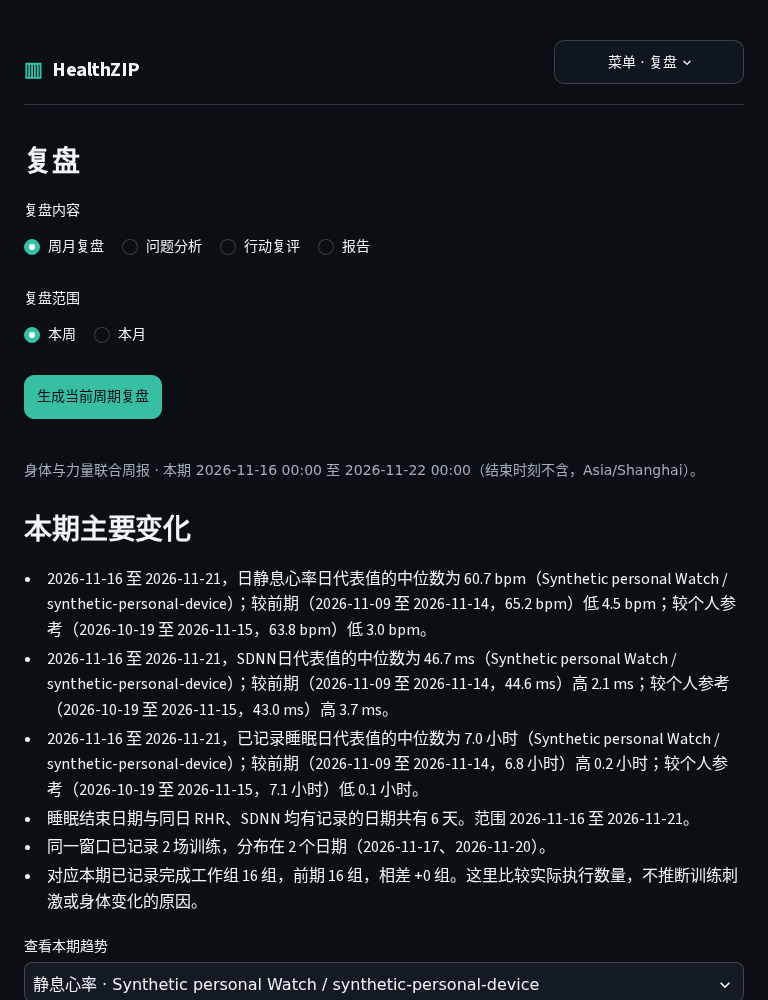 HealthZIP
菜单 · 复盘
复盘
复盘内容
周月复盘
问题分析
行动复评
报告
复盘范围
本周
本月
生成当前周期复盘
身体与力量联合周报 · 本期 2026-11-16 00:00 至 2026-11-22 00:00（结束时刻不含，Asia/Shanghai）。
本期主要变化
• 2026-11-16 至 2026-11-21，日静息心率日代表值的中位数为 60.7 bpm（Synthetic personal Watch /
synthetic-personal-device）；较前期（2026-11-09 至 2026-11-14，65.2 bpm）低 4.5 bpm；较个人参
考（2026-10-19 至 2026-11-15，63.8 bpm）低 3.0 bpm。
• 2026-11-16 至 2026-11-21，SDNN日代表值的中位数为 46.7 ms（Synthetic personal Watch /
synthetic-personal-device）；较前期（2026-11-09 至 2026-11-14，44.6 ms）高 2.1 ms；较个人参考
（2026-10-19 至 2026-11-15，43.0 ms）高 3.7 ms。
• 2026-11-16 至 2026-11-21，已记录睡眠日代表值的中位数为 7.0 小时（Synthetic personal Watch /
synthetic-personal-device）；较前期（2026-11-09 至 2026-11-14，6.8 小时）高 0.2 小时；较个人参
考（2026-10-19 至 2026-11-15，7.1 小时）低 0.1 小时。
• 睡眠结束日期与同日 RHR、SDNN 均有记录的日期共有 6 天。范围 2026-11-16 至 2026-11-21。
• 同一窗口已记录 2 场训练，分布在 2 个日期（2026-11-17、2026-11-20）。
• 对应本期已记录完成工作组 16 组，前期 16 组，相差 +0 组。这里比较实际执行数量，不推断训练刺
激或身体变化的原因。
查看本期趋势
静息心率 · Synthetic personal Watch / synthetic-personal-device